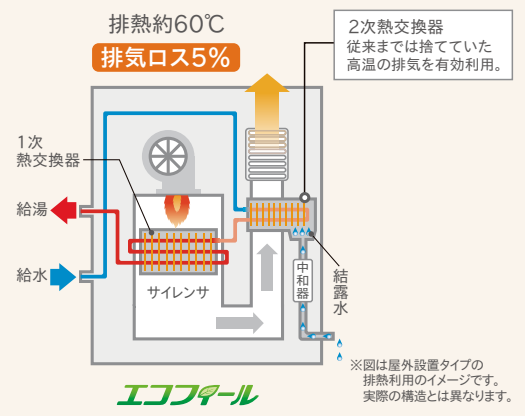 排熱約60℃
排気ロス5%
2次熱交換器
従来までは捨てていた
高温の排気を有効利用。
1次
熱交換器
給湯
給水
サイレンサ
中和器
結露水
エコフィール
※図は屋外設置タイプの
排熱利用のイメージです。
実際の構造とは異なります。